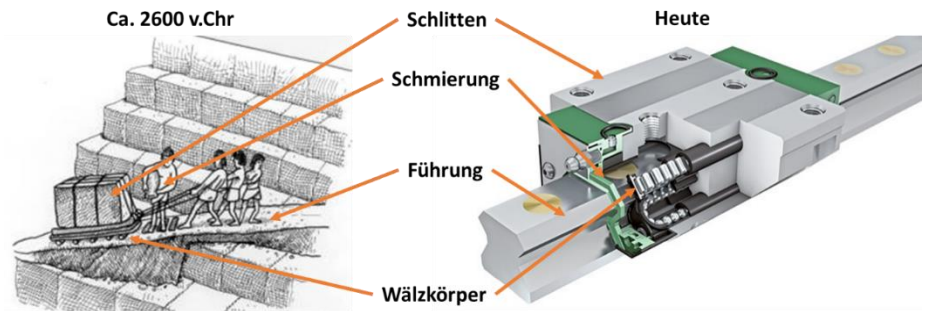 Ca. 2600 v.Chr
Schlitten
Heute
Schmierung
Führung
Wälzkörper